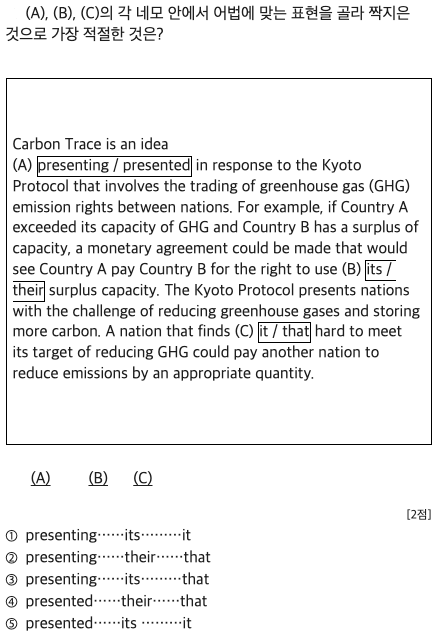 (A), (B), (C)의 각 네모 안에서 어법에 맞는 표현을 골라 짝지은
것으로 가장 적절한 것은?
Carbon Trace is an idea
(A) presenting / presented in response to the Kyoto
Protocol that involves the trading of greenhouse gas (GHG)
emission rights between nations. For example, if Country A
exceeded its capacity of GHG and Country B has a surplus of
capacity, a monetary agreement could be made that would
see Country A pay Country B for the right to use (B) its /
their surplus capacity. The Kyoto Protocol presents nations
with the challenge of reducing greenhouse gases and storing
more carbon. A nation that finds (C) it / that hard to meet
its target of reducing GHG could pay another nation to
reduce emissions by an appropriate quantity.
(A) (B) (C)
[2점]
① presenting……its………it
② presenting……their……that
③ presenting……its………that
④ presented……their……that
⑤ presented……its ………it